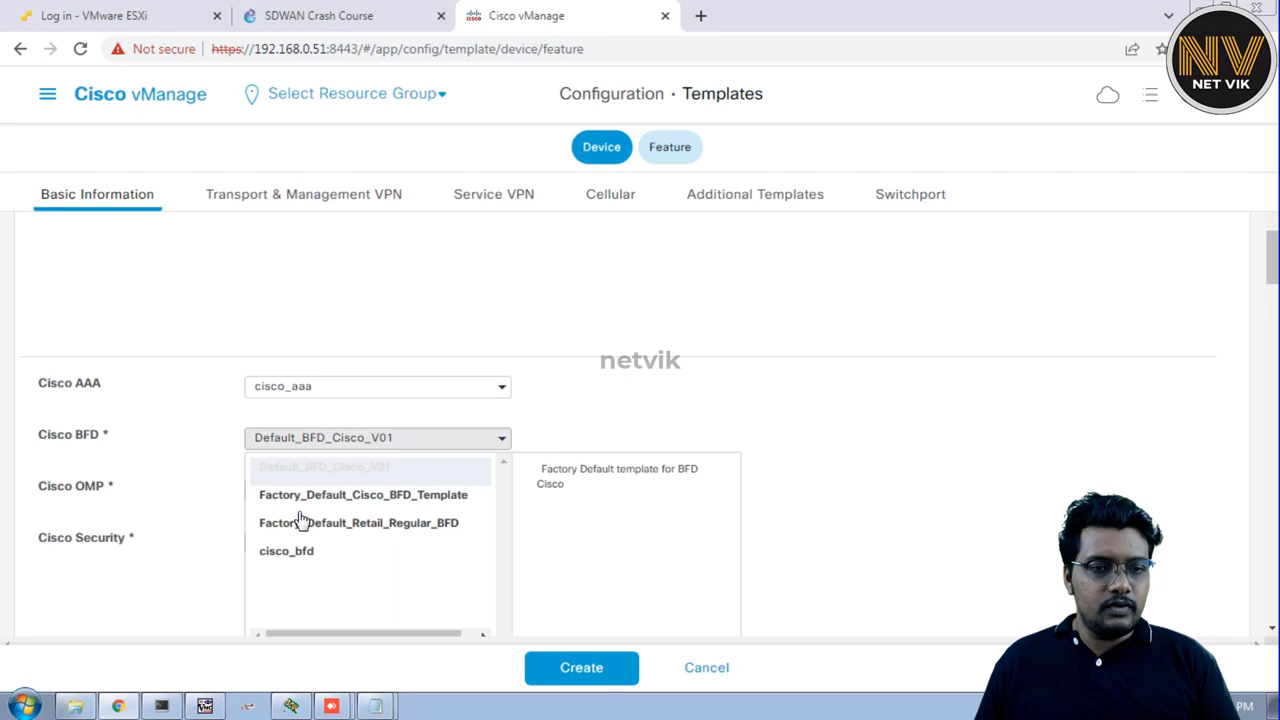 Log in - VMware ESXi
SDWAN Crash Course
Cisco vManage
Not secure
https://192.168.0.51:8443/#/app/config/template/device/feature
NV
NET VIK
Cisco vManage
Select Resource Group
Configuration · Templates
Device
Feature
Basic Information
Transport & Management VPN
Service VPN
Cellular
Additional Templates
Switchport
netvik
Cisco AAA
cisco_aaa
Cisco BFD *
Default_BFD_Cisco_V01
Default_BFD_Cisco_V01
Factory_Default_Cisco_BFD_Template
Factory_Default_Retail_Regular_BFD
cisco_bfd
Factory Default template for BFD
Cisco
Cisco OMP *
Cisco Security *
Create
Cancel
PM